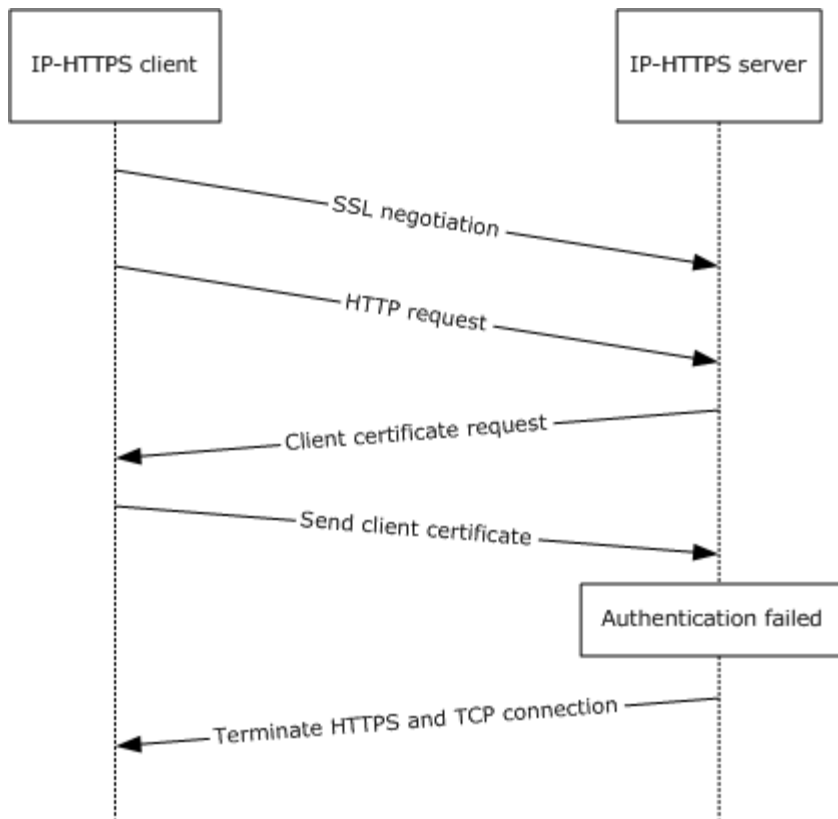 IP-HTTPS client
IP-HTTPS server
SSL negotiation
HTTP request
Client certificate request
Send client certificate
Authentication failed
Terminate HTTPS and TCP connection